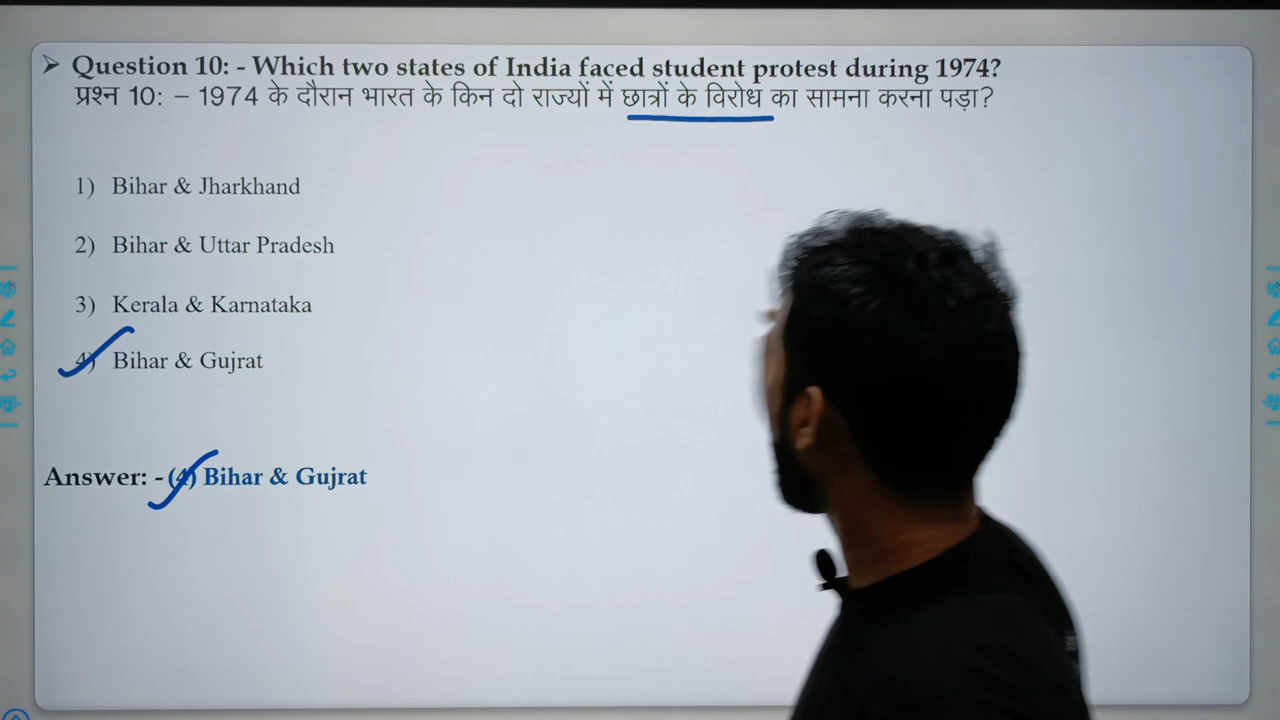 ➤ Question 10: - Which two states of India faced student protest during 1974?
प्रश्न 10: – 1974 के दौरान भारत के किन दो राज्यों में छात्रों के विरोध का सामना करना पड़ा?
1) Bihar & Jharkhand
2) Bihar & Uttar Pradesh
3) Kerala & Karnataka
4) Bihar & Gujrat
Answer: - (4) Bihar & Gujrat